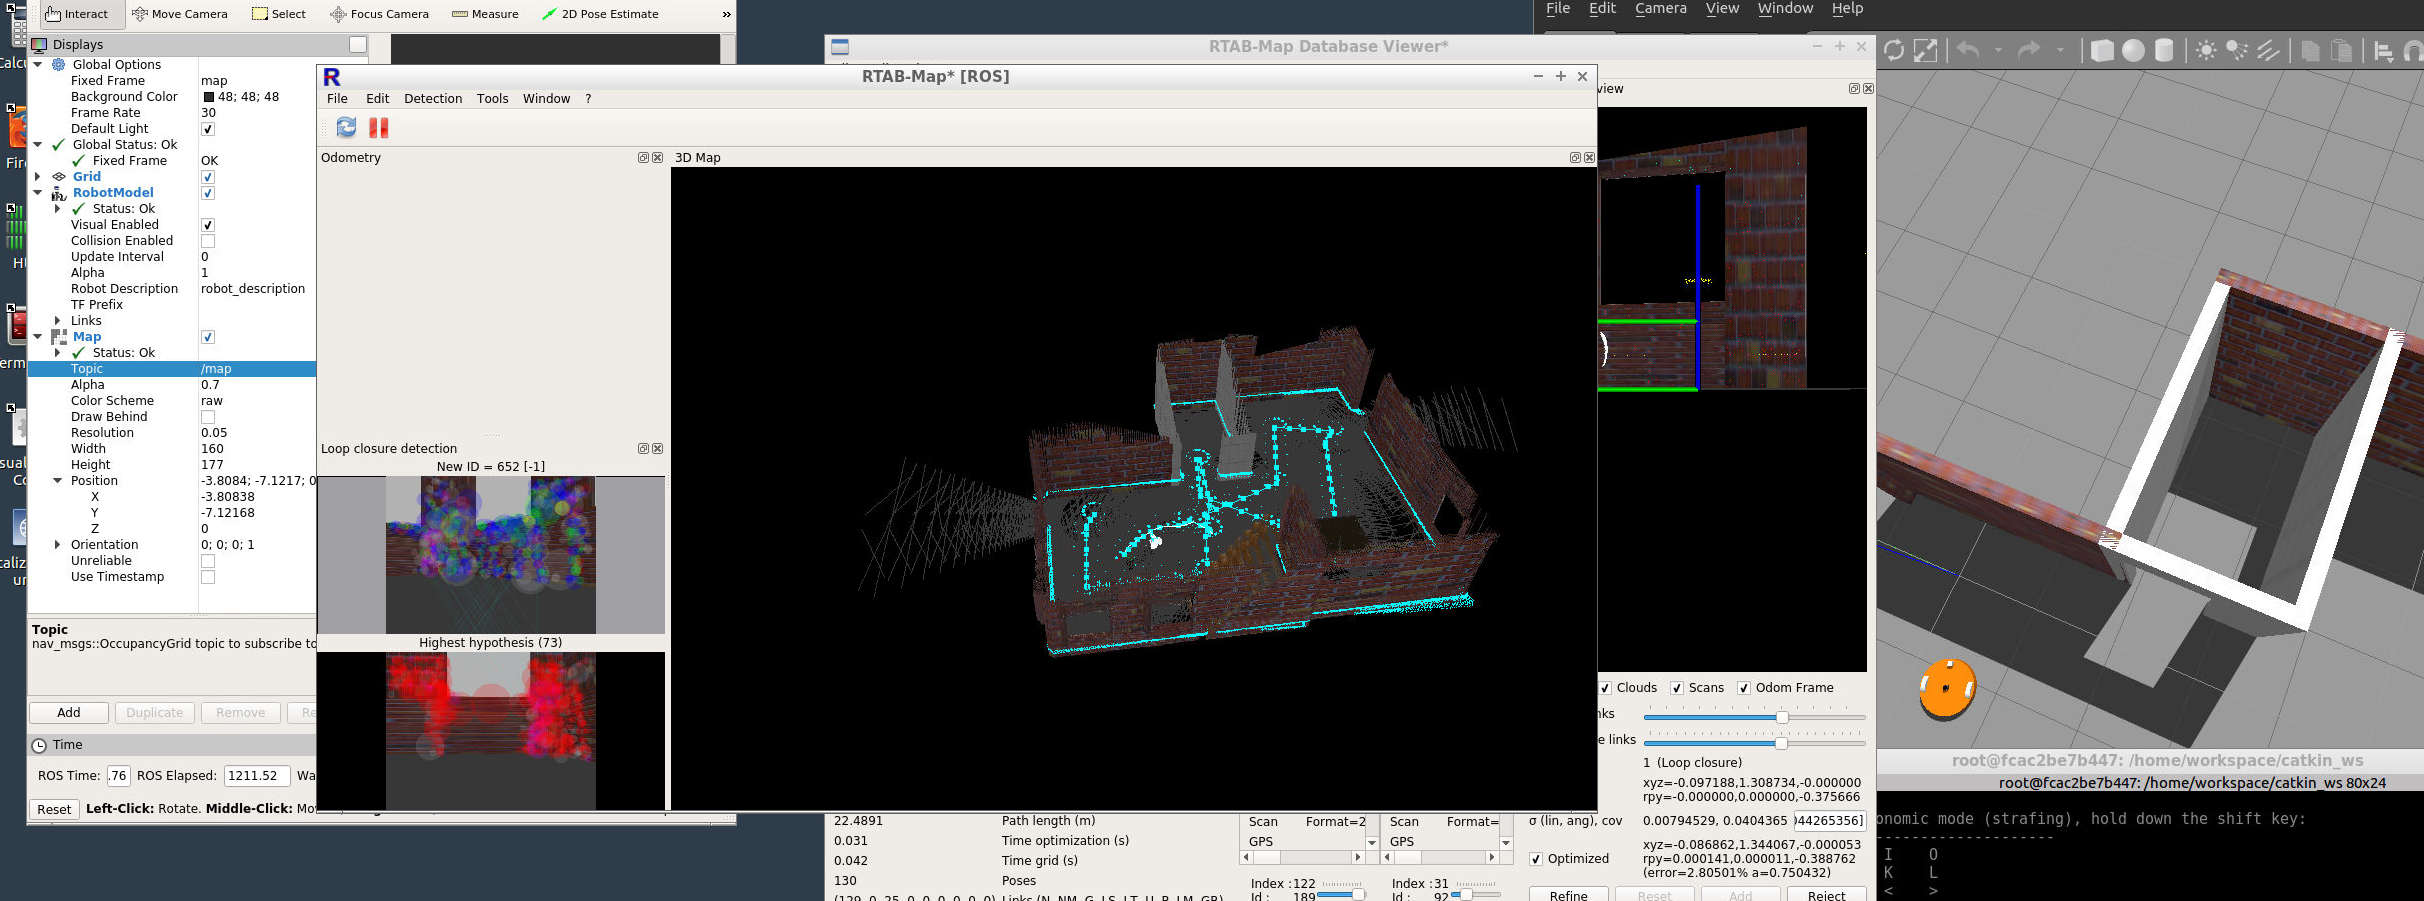 Interact
Move Camera
Select
Focus Camera
Measure
2D Pose Estimate
»
Displays
Global Options
Fixed Frame map
Background Color 48; 48; 48
Frame Rate 30
Default Light
Global Status: Ok
Fixed Frame OK
Grid
RobotModel
Status: Ok
Visual Enabled
Collision Enabled
Update Interval 0
Alpha 1
Robot Description robot_description
TF Prefix
Links
Map
Status: Ok
Topic /map
Alpha 0.7
Color Scheme raw
Draw Behind
Resolution 0.05
Width 160
Height 177
Position -3.8084; -7.1217; 0
X -3.80838
Y -7.12168
Z 0
Orientation 0; 0; 0; 1
Unreliable
Use Timestamp
Topic
nav_msgs::OccupancyGrid topic to subscribe to
Add Duplicate Remove Re
Time
ROS Time: .76 ROS Elapsed: 1211.52 Wa
Reset Left-Click: Rotate. Middle-Click: Mo
RTAB-Map* [ROS]
File Edit Detection Tools Window ?
Odometry
3D Map
Loop closure detection
New ID = 652 [-1]
Highest hypothesis (73)
RTAB-Map Database Viewer*
view
Clouds Scans Odom Frame
nks
e links
1 (Loop closure)
xyz=-0.097188,1.308734,-0.000000
rpy=-0.000000,0.000000,-0.375666
σ (lin, ang), cov 0.00794529, 0.0404365 44265356]
xyz=-0.086862,1.344067,-0.000053
Optimized rpy=0.000141,0.000011,-0.388762
(error=2.80501% a=0.750432)
Refine Reset Add Reject
22.4891 Path length (m)
0.031 Time optimization (s)
0.042 Time grid (s)
130 Poses
(129, 0, 25, 0, 0, 0, 0, 0, 0) Links (N, NM, G, LS, LT, U, P, LM, GR)
Scan Format=2
GPS
Scan Format=
GPS
Index :122
Id : 189
Index :31
Id : 92
File Edit Camera View Window Help
root@fcac2be7b447: /home/workspace/catkin_ws
root@fcac2be7b447: /home/workspace/catkin_ws 80x24
onomic mode (strafing), hold down the shift key:
--------------------
I O
K L
< >